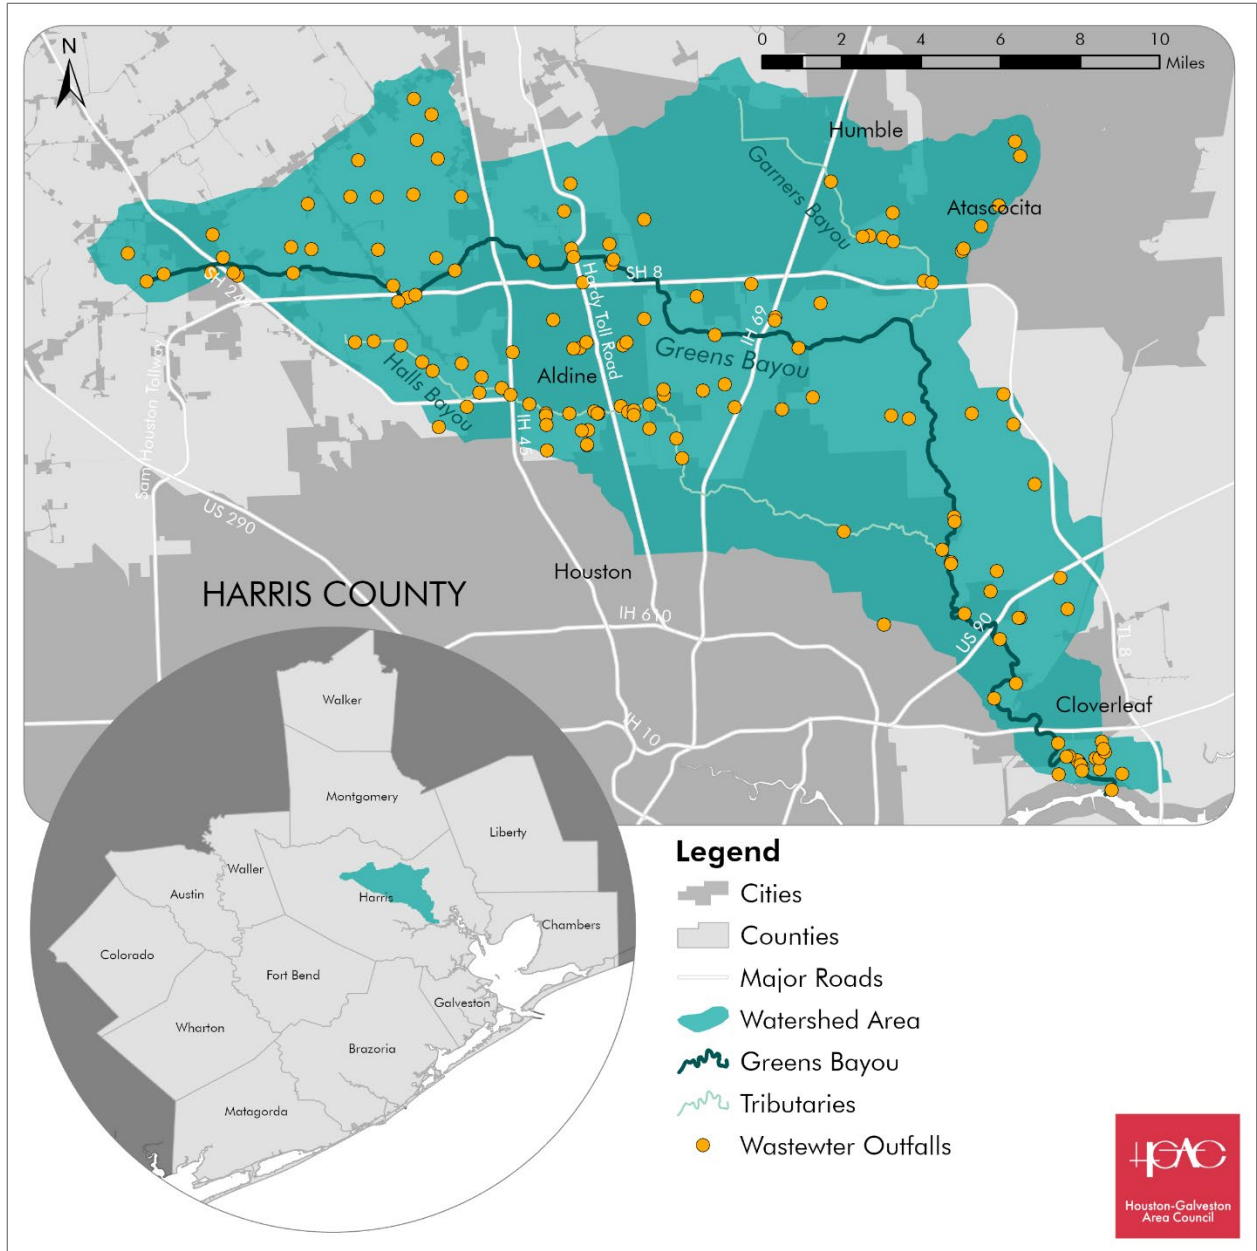 N
0 2 4 6 8 10
Miles
Humble
Garners Bayou
Atascocita
SH 249
SH 8
Hardy Toll Road
IH 69
Greens Bayou
Aldine
Halls Bayou
IH 45
Sam Houston Tollway
US 290
HARRIS COUNTY
Houston
IH 610
US 90
TL 8
Cloverleaf
IH 10
Walker
Montgomery
Liberty
Waller
Austin
Harris
Chambers
Colorado
Fort Bend
Galveston
Wharton
Brazoria
Matagorda
Legend
Cities
Counties
Major Roads
Watershed Area
Greens Bayou
Tributaries
Wastewter Outfalls
HGAC
Houston-Galveston
Area Council